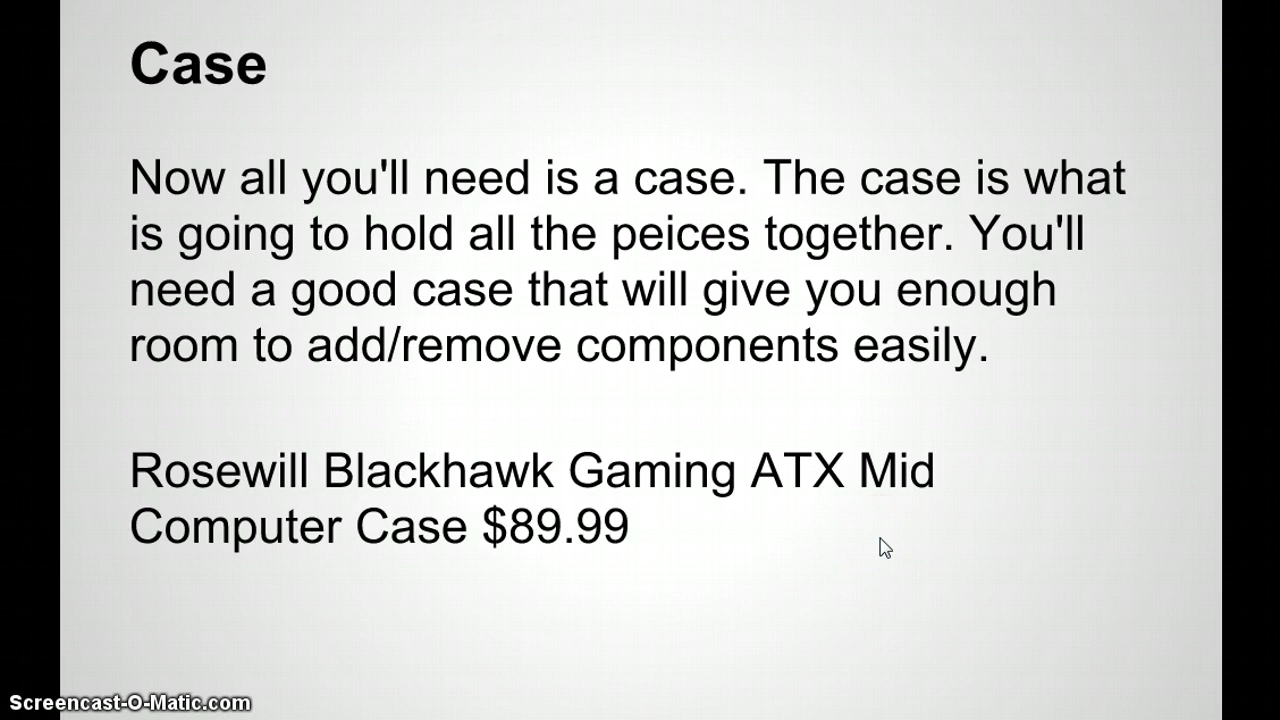 Case
Now all you'll need is a case. The case is what
is going to hold all the peices together. You'll
need a good case that will give you enough
room to add/remove components easily.
Rosewill Blackhawk Gaming ATX Mid
Computer Case $89.99
Screencast-O-Matic.com